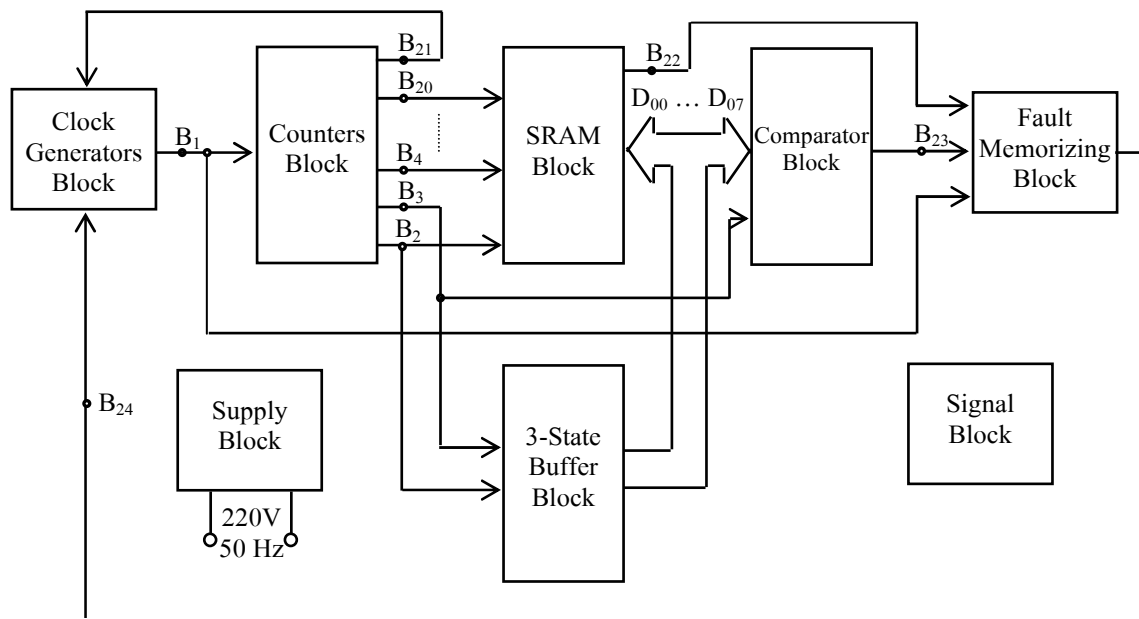 Clock
Generators
Block
B₁
Counters
Block
B₂₁
B₂₀
B₄
B₃
B₂
SRAM
Block
B₂₂
D₀₀ … D₀₇
Comparator
Block
B₂₃
Fault
Memorizing
Block
B₂₄
Supply
Block
220V
50 Hz
3-State
Buffer
Block
Signal
Block